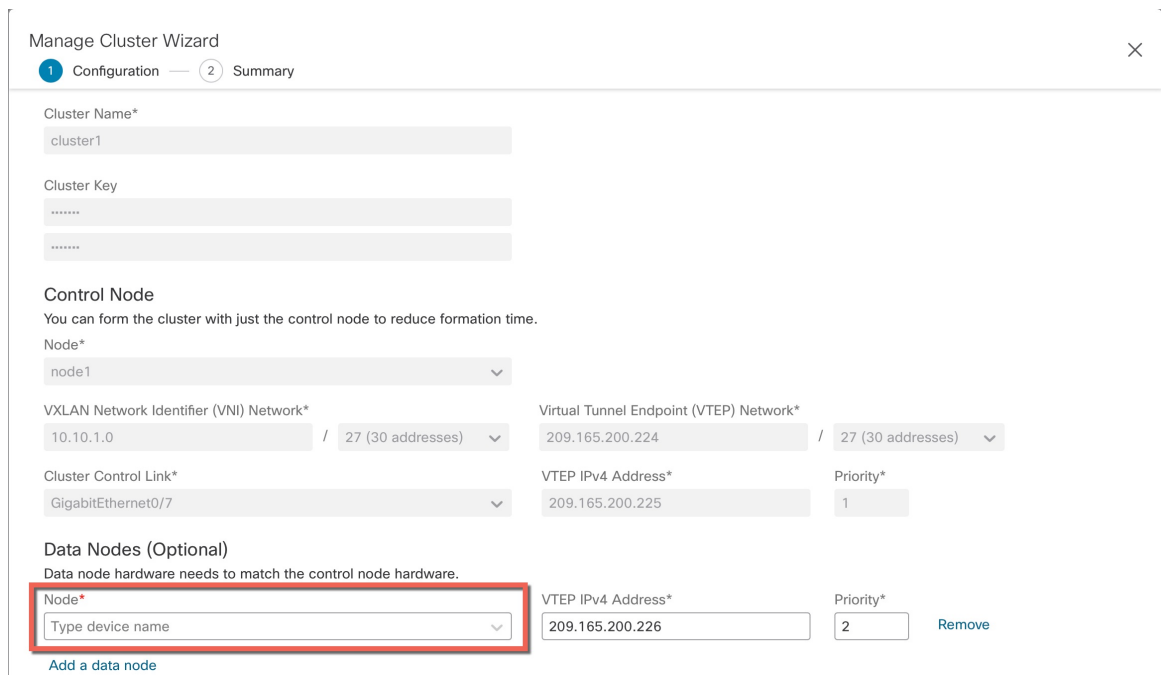 Manage Cluster Wizard
1 Configuration — 2 Summary
Cluster Name*
cluster1
Cluster Key
•••••••
•••••••
Control Node
You can form the cluster with just the control node to reduce formation time.
Node*
node1
VXLAN Network Identifier (VNI) Network* Virtual Tunnel Endpoint (VTEP) Network*
10.10.1.0 / 27 (30 addresses) 209.165.200.224 / 27 (30 addresses)
Cluster Control Link* VTEP IPv4 Address* Priority*
GigabitEthernet0/7 209.165.200.225 1
Data Nodes (Optional)
Data node hardware needs to match the control node hardware.
Node* VTEP IPv4 Address* Priority*
Type device name 209.165.200.226 2 Remove
Add a data node